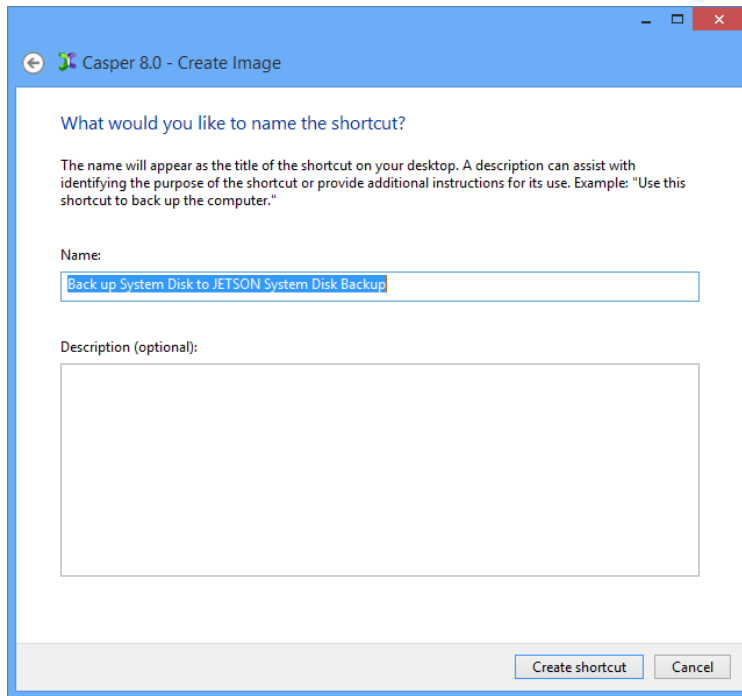 Casper 8.0 - Create Image
What would you like to name the shortcut?
The name will appear as the title of the shortcut on your desktop. A description can assist with
identifying the purpose of the shortcut or provide additional instructions for its use. Example: "Use this
shortcut to back up the computer."
Name:
Back up System Disk to JETSON System Disk Backup
Description (optional):
Create shortcut
Cancel